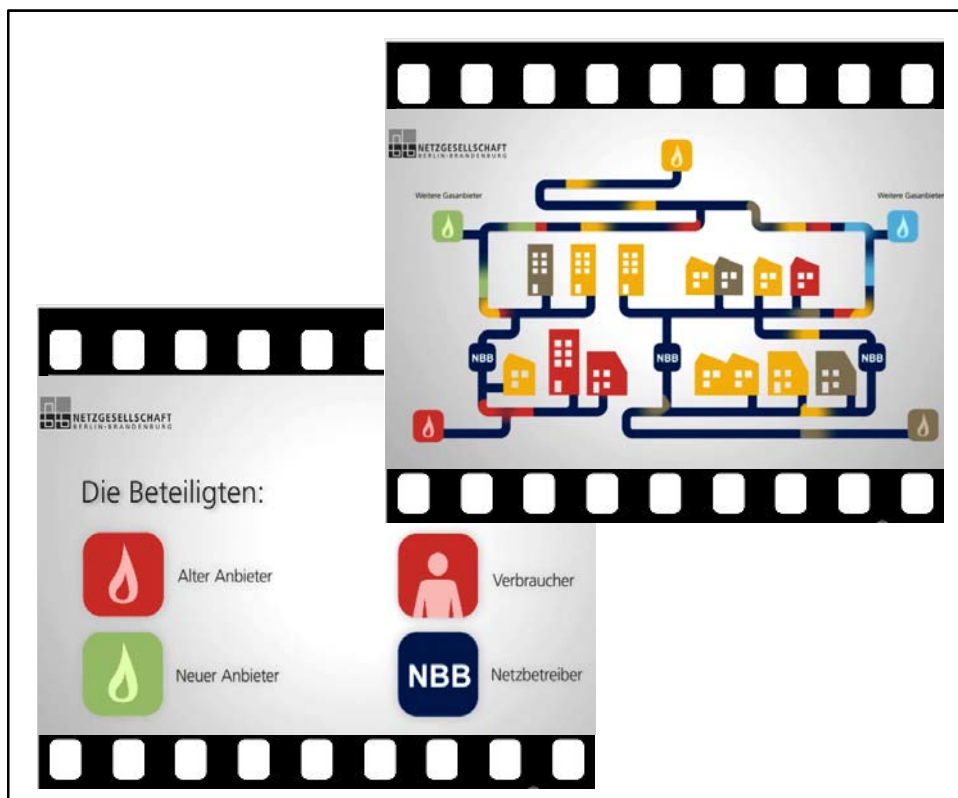 NETZGESELLSCHAFT
BERLIN-BRANDENBURG
Weitere Gasanbieter
Weitere Gasanbieter
NBB
NBB
NBB
NETZGESELLSCHAFT
BERLIN-BRANDENBURG
Die Beteiligten:
Alter Anbieter
Verbraucher
Neuer Anbieter
NBB
Netzbetreiber